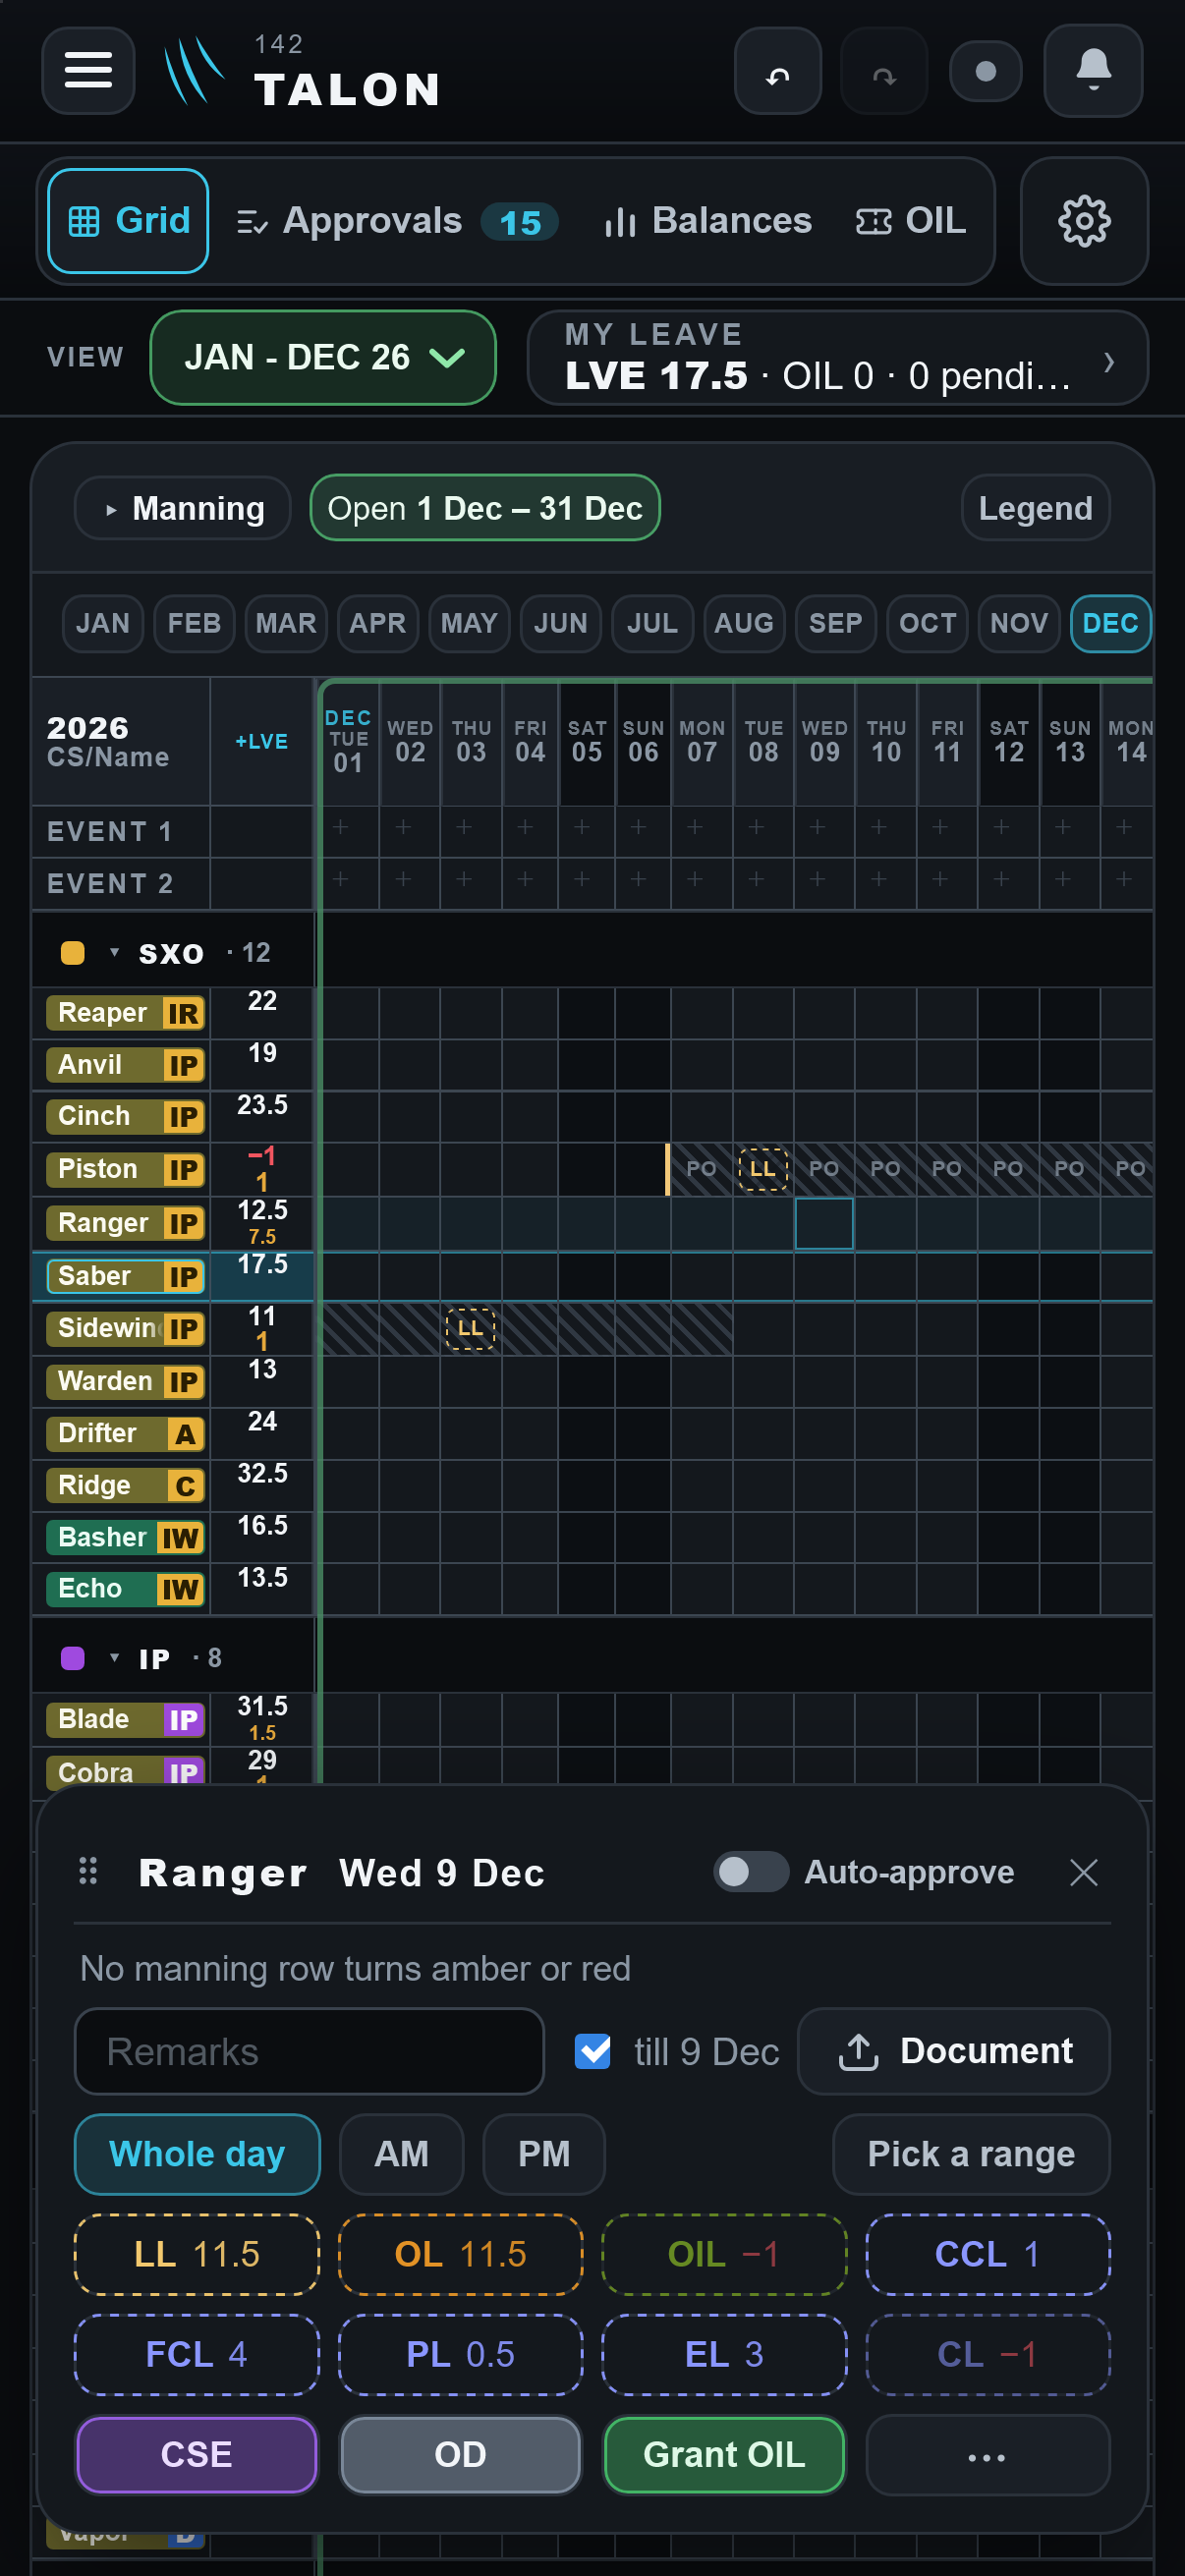 142
TALON
Grid
Approvals 15
Balances
OIL
VIEW
JAN - DEC 26
MY LEAVE
LVE 17.5 · OIL 0 · 0 pendi…
Manning
Open 1 Dec – 31 Dec
Legend
JAN FEB MAR APR MAY JUN JUL AUG SEP OCT NOV DEC
2026
CS/Name
+LVE
DEC
TUE WED THU FRI SAT SUN MON TUE WED THU FRI SAT SUN MON
01 02 03 04 05 06 07 08 09 10 11 12 13 14
EVENT 1 + + + + + + + + + + + + + +
EVENT 2 + + + + + + + + + + + + + +
SXO · 12
Reaper IR 22
Anvil IP 19
Cinch IP 23.5
Piston IP −1 1 PO LL PO PO PO PO PO PO
Ranger IP 12.5 7.5
Saber IP 17.5
Sidewin IP 11 1 LL
Warden IP 13
Drifter A 24
Ridge C 32.5
Basher IW 16.5
Echo IW 13.5
IP · 8
Blade IP 31.5 1.5
Cobra IP 29 1
Ranger Wed 9 Dec
Auto-approve
No manning row turns amber or red
Remarks
till 9 Dec
Document
Whole day AM PM Pick a range
LL 11.5 OL 11.5 OIL −1 CCL 1
FCL 4 PL 0.5 EL 3 CL −1
CSE OD Grant OIL ...